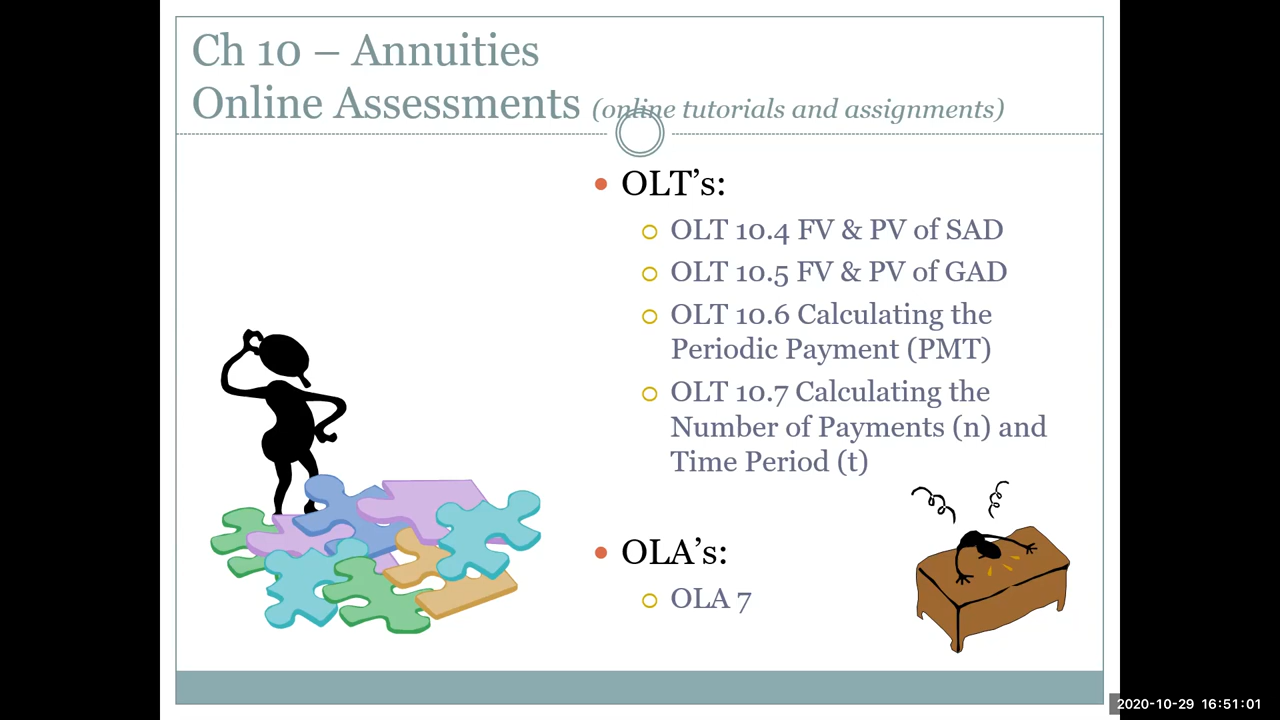 Ch 10 – Annuities
Online Assessments (online tutorials and assignments)
• OLT’s:
○ OLT 10.4 FV & PV of SAD
○ OLT 10.5 FV & PV of GAD
○ OLT 10.6 Calculating the
Periodic Payment (PMT)
○ OLT 10.7 Calculating the
Number of Payments (n) and
Time Period (t)
• OLA’s:
○ OLA 7
2020-10-29 16:51:01